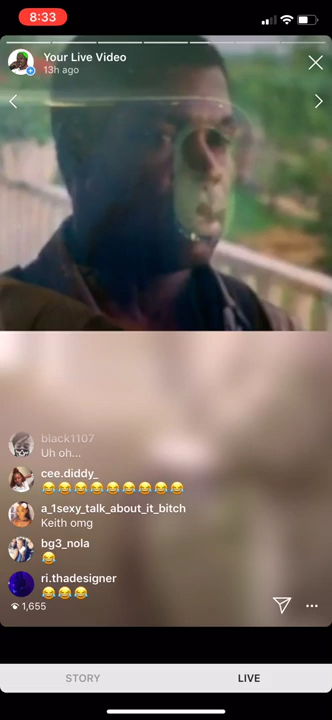 8:33
Your Live Video
13h ago
black1107
Uh oh...
cee.diddy_
😂😂😂😂😂😂😂😂😂
a_1sexy_talk_about_it_bitch
Keith omg
bg3_nola
😂
ri.thadesigner
😂😂😂
1,655
STORY
LIVE